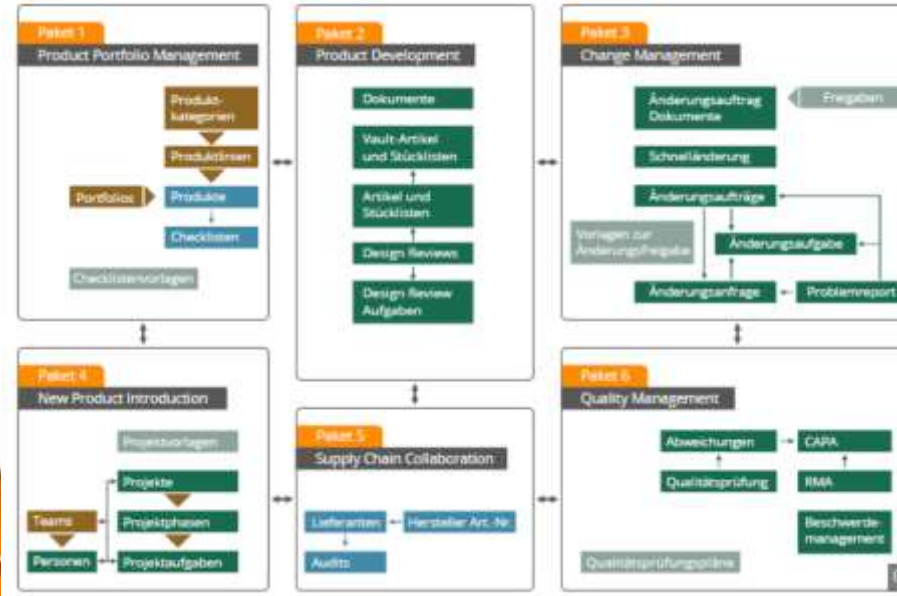 Paket 1
Product Portfolio Management
Produkt-
kategorien
Produktlinien
Portfolios
Produkte
Checklisten
Checklistenvorlagen
Paket 2
Product Development
Dokumente
Vault-Artikel
und Stücklisten
Artikel und
Stücklisten
Design Reviews
Design Review
Aufgaben
Paket 3
Change Management
Änderungsauftrag
Dokumente
Freigaben
Schnelländerung
Änderungsaufträge
Vorlagen zur
Änderungsfreigabe
Änderungsaufgabe
Änderungsanfrage
Problemreport
Paket 4
New Product Introduction
Projektvorlagen
Projekte
Teams
Projektphasen
Personen
Projektaufgaben
Paket 5
Supply Chain Collaboration
Lieferanten
Hersteller Art. Nr.
Audits
Paket 6
Quality Management
Abweichungen
CAPA
Qualitätsprüfung
RMA
Beschwerde-
management
Qualitätsprüfungspläne